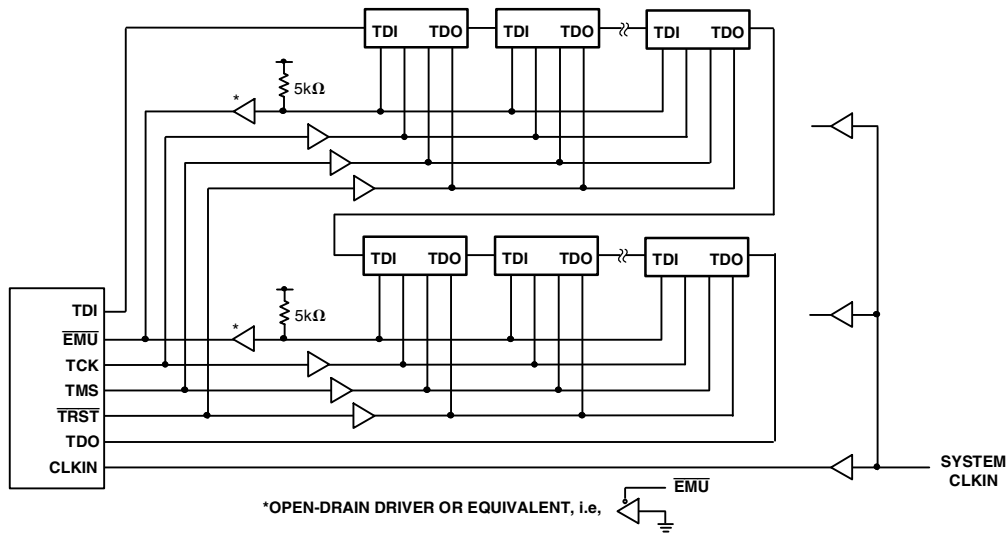 TDI TDO TDI TDO TDI TDO
*
5kΩ
TDI TDO TDI TDO TDI TDO
*
5kΩ
TDI
EMU
TCK
TMS
TRST
TDO
CLKIN
SYSTEM
CLKIN
*OPEN-DRAIN DRIVER OR EQUIVALENT, i.e,
EMU